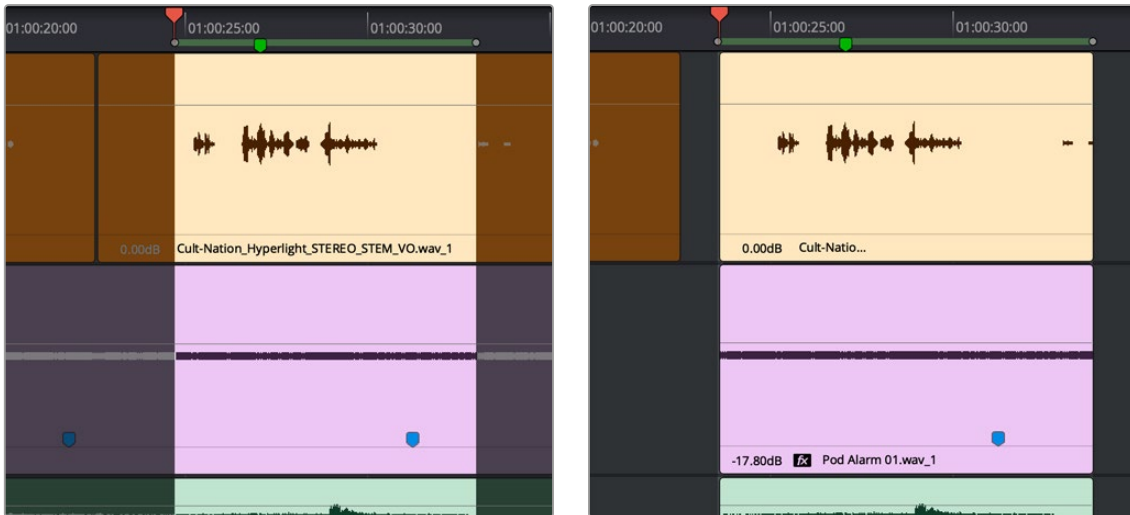 01:00:20:00 01:00:25:00 01:00:30:00
0.00dB Cult-Nation_Hyperlight_STEREO_STEM_VO.wav_1
01:00:20:00 01:00:25:00 01:00:30:00
0.00dB Cult-Natio...
-17.80dB fx Pod Alarm 01.wav_1